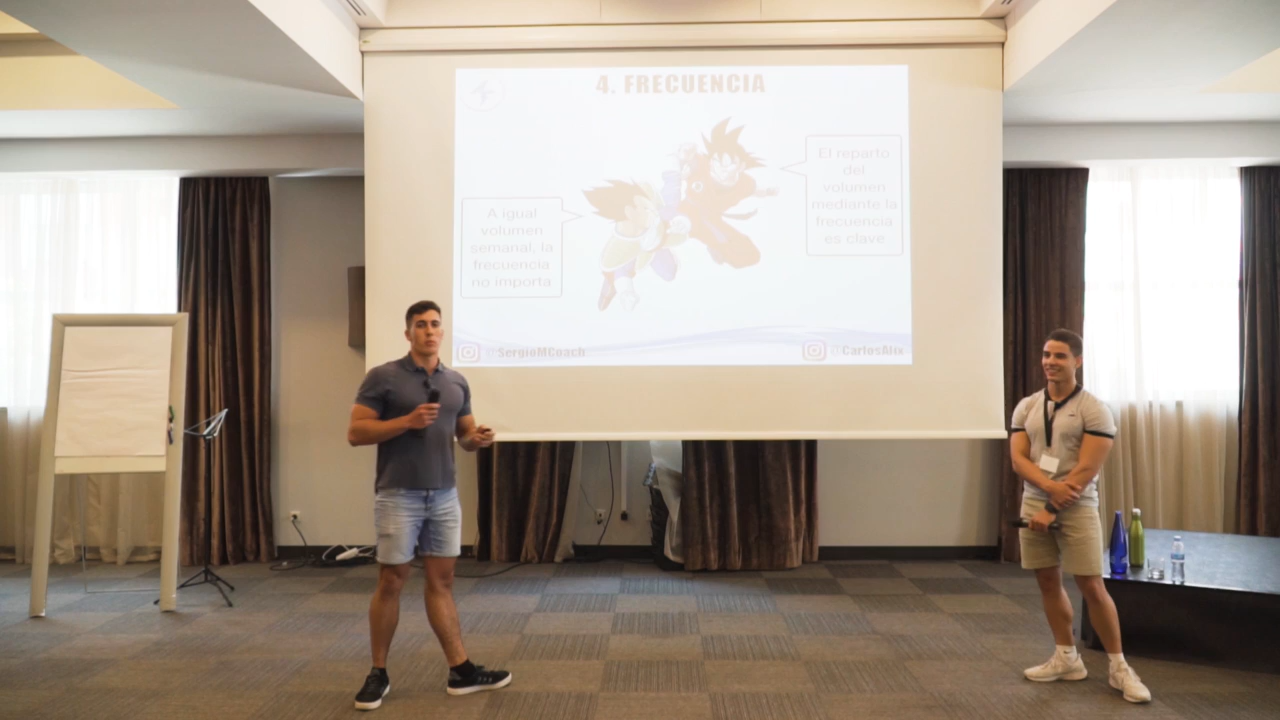 4. FRECUENCIA
A igual
volumen
semanal, la
frecuencia
no importa
El reparto
del
volumen
mediante la
frecuencia
es clave
@SergioMCoach
@CarlosAlix